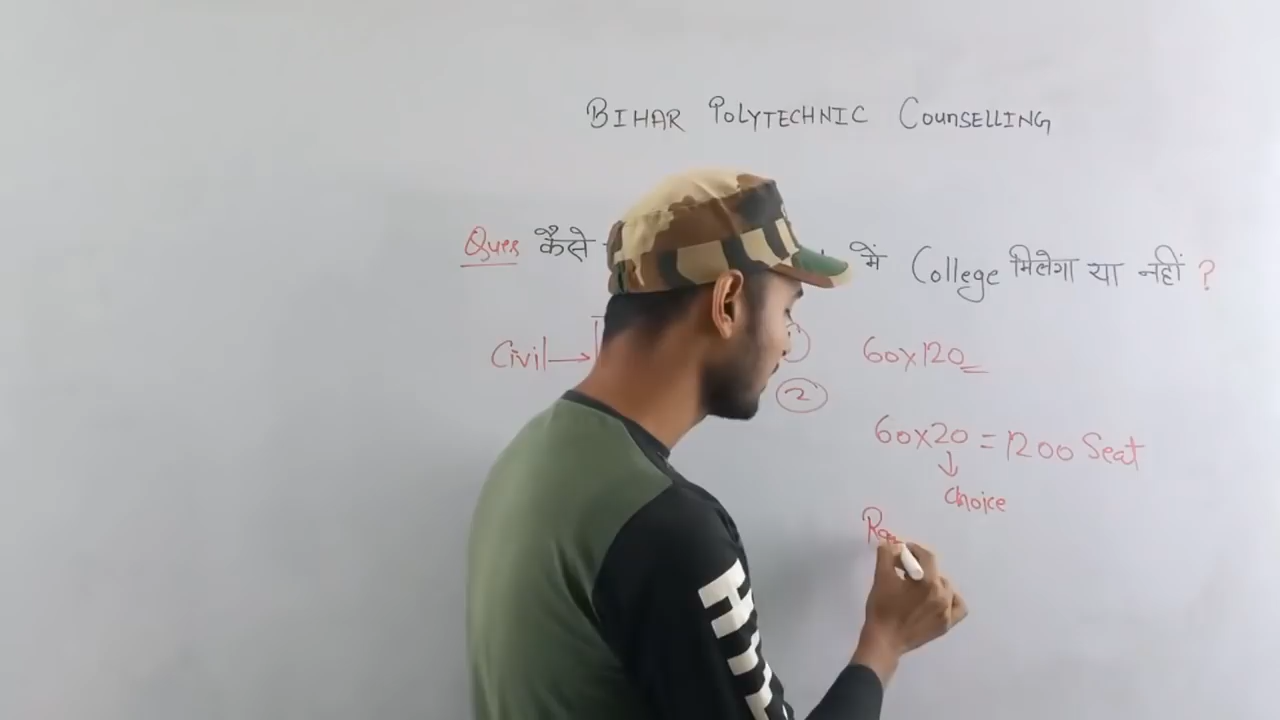 BIHAR POLYTECHNIC COUNSELLING
Ques कैसे में College मिलेगा या नहीं ?
Civil → 60x120
2
60x20 = 1200 Seat
↓
Choice